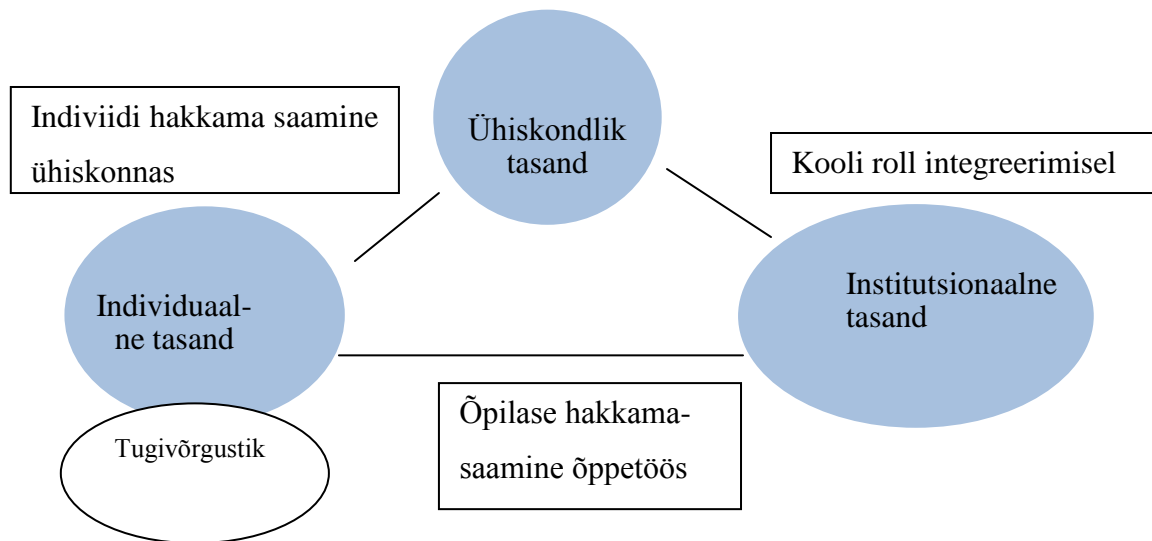 Indiviidi hakkama saamine
ühiskonnas
Ühiskondlik
tasand
Kooli roll integreerimisel
Individuaal-
ne tasand
Institutsionaalne
tasand
Tugivõrgustik
Õpilase hakkama-
saamine õppetöös